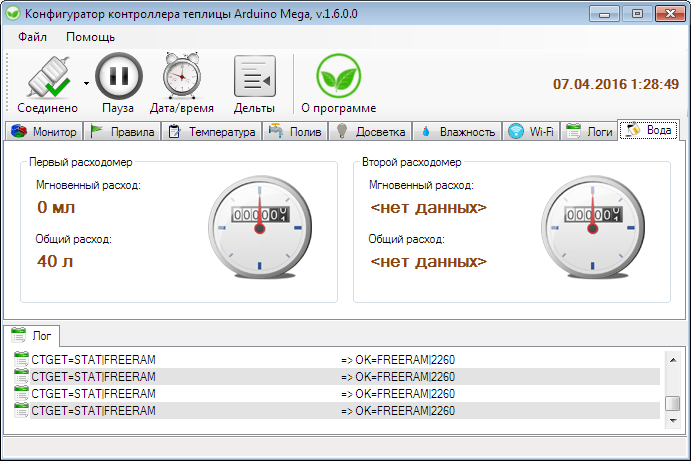 Конфигуратор контроллера теплицы Arduino Mega, v.1.6.0.0
Файл Помощь
Соединено Пауза Дата/время Дельты О программе
07.04.2016 1:28:49
Монитор Правила Температура Полив Досветка Влажность Wi-Fi Логи Вода
Первый расходомер
Мгновенный расход:
0 мл
Общий расход:
40 л
Второй расходомер
Мгновенный расход:
<нет данных>
Общий расход:
<нет данных>
Лог
CTGET=STAT|FREERAM => OK=FREERAM|2260
CTGET=STAT|FREERAM => OK=FREERAM|2260
CTGET=STAT|FREERAM => OK=FREERAM|2260
CTGET=STAT|FREERAM => OK=FREERAM|2260